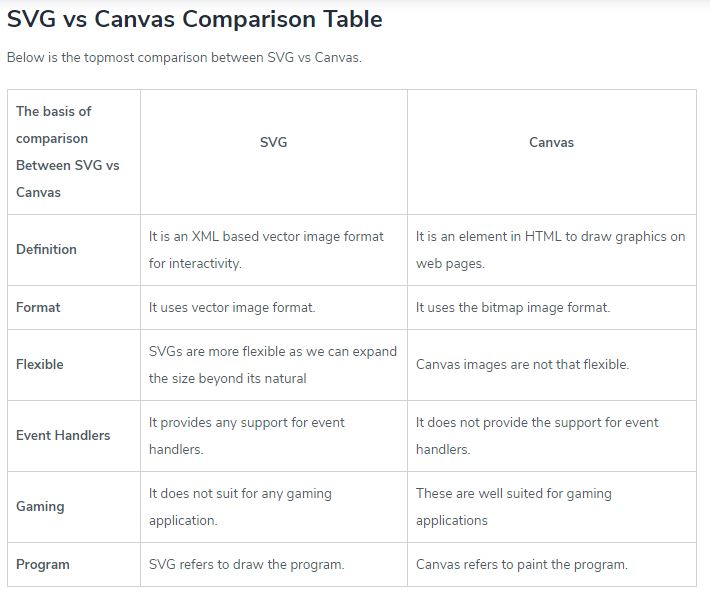 SVG vs Canvas Comparison Table
Below is the topmost comparison between SVG vs Canvas.
The basis of
comparison
Between SVG vs
Canvas
SVG
Canvas
Definition
It is an XML based vector image format
for interactivity.
It is an element in HTML to draw graphics on
web pages.
Format
It uses vector image format.
It uses the bitmap image format.
Flexible
SVGs are more flexible as we can expand
the size beyond its natural
Canvas images are not that flexible.
Event Handlers
It provides any support for event
handlers.
It does not provide the support for event
handlers.
Gaming
It does not suit for any gaming
application.
These are well suited for gaming
applications
Program
SVG refers to draw the program.
Canvas refers to paint the program.